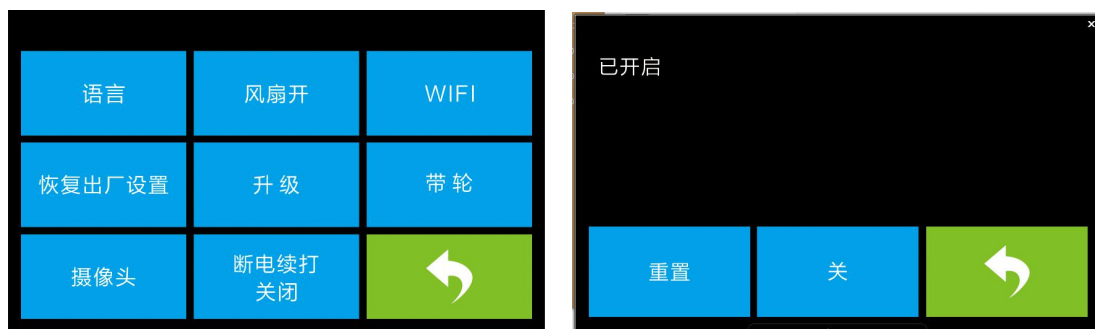 语言
风扇开
WIFI
恢复出厂设置
升 级
带 轮
摄像头
断电续打
关闭
已开启
重置
关